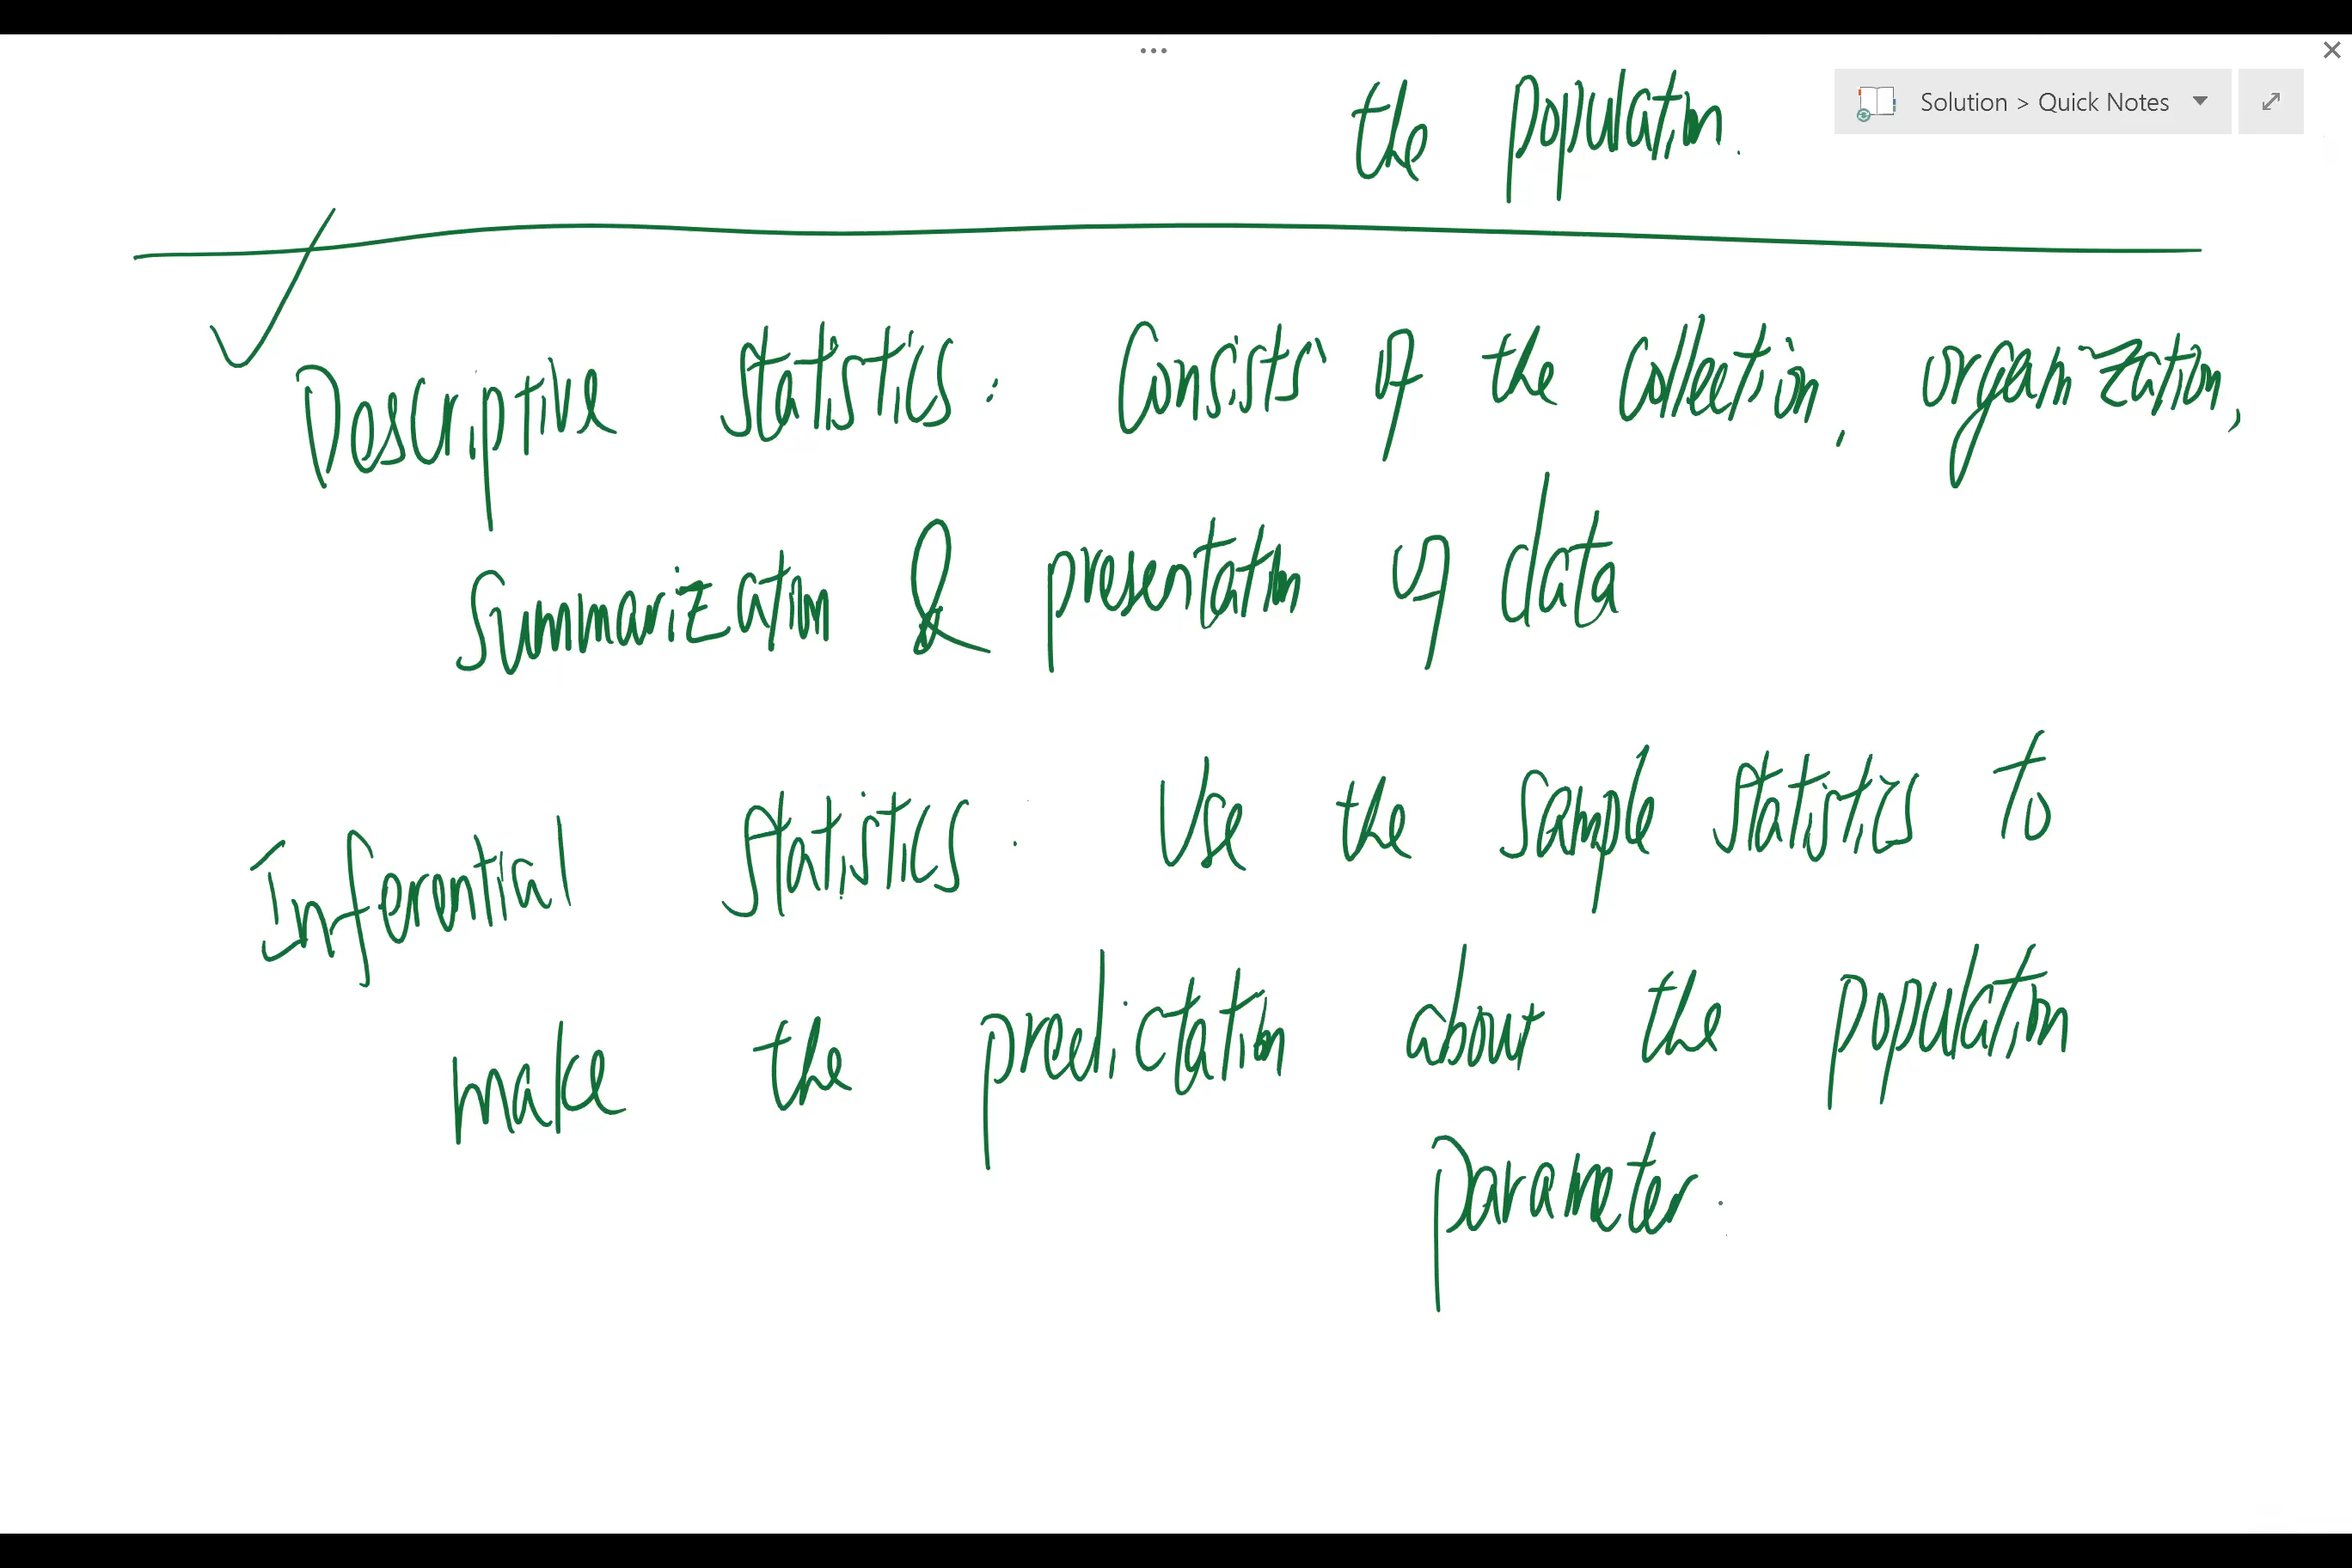 Solution > Quick Notes
the population.
Descriptive Statistics: Consists of the collection, organization,
Summarization & presentation of data
Inferential Statistics: Use the sample statistics to
make the prediction about the population
parameter.